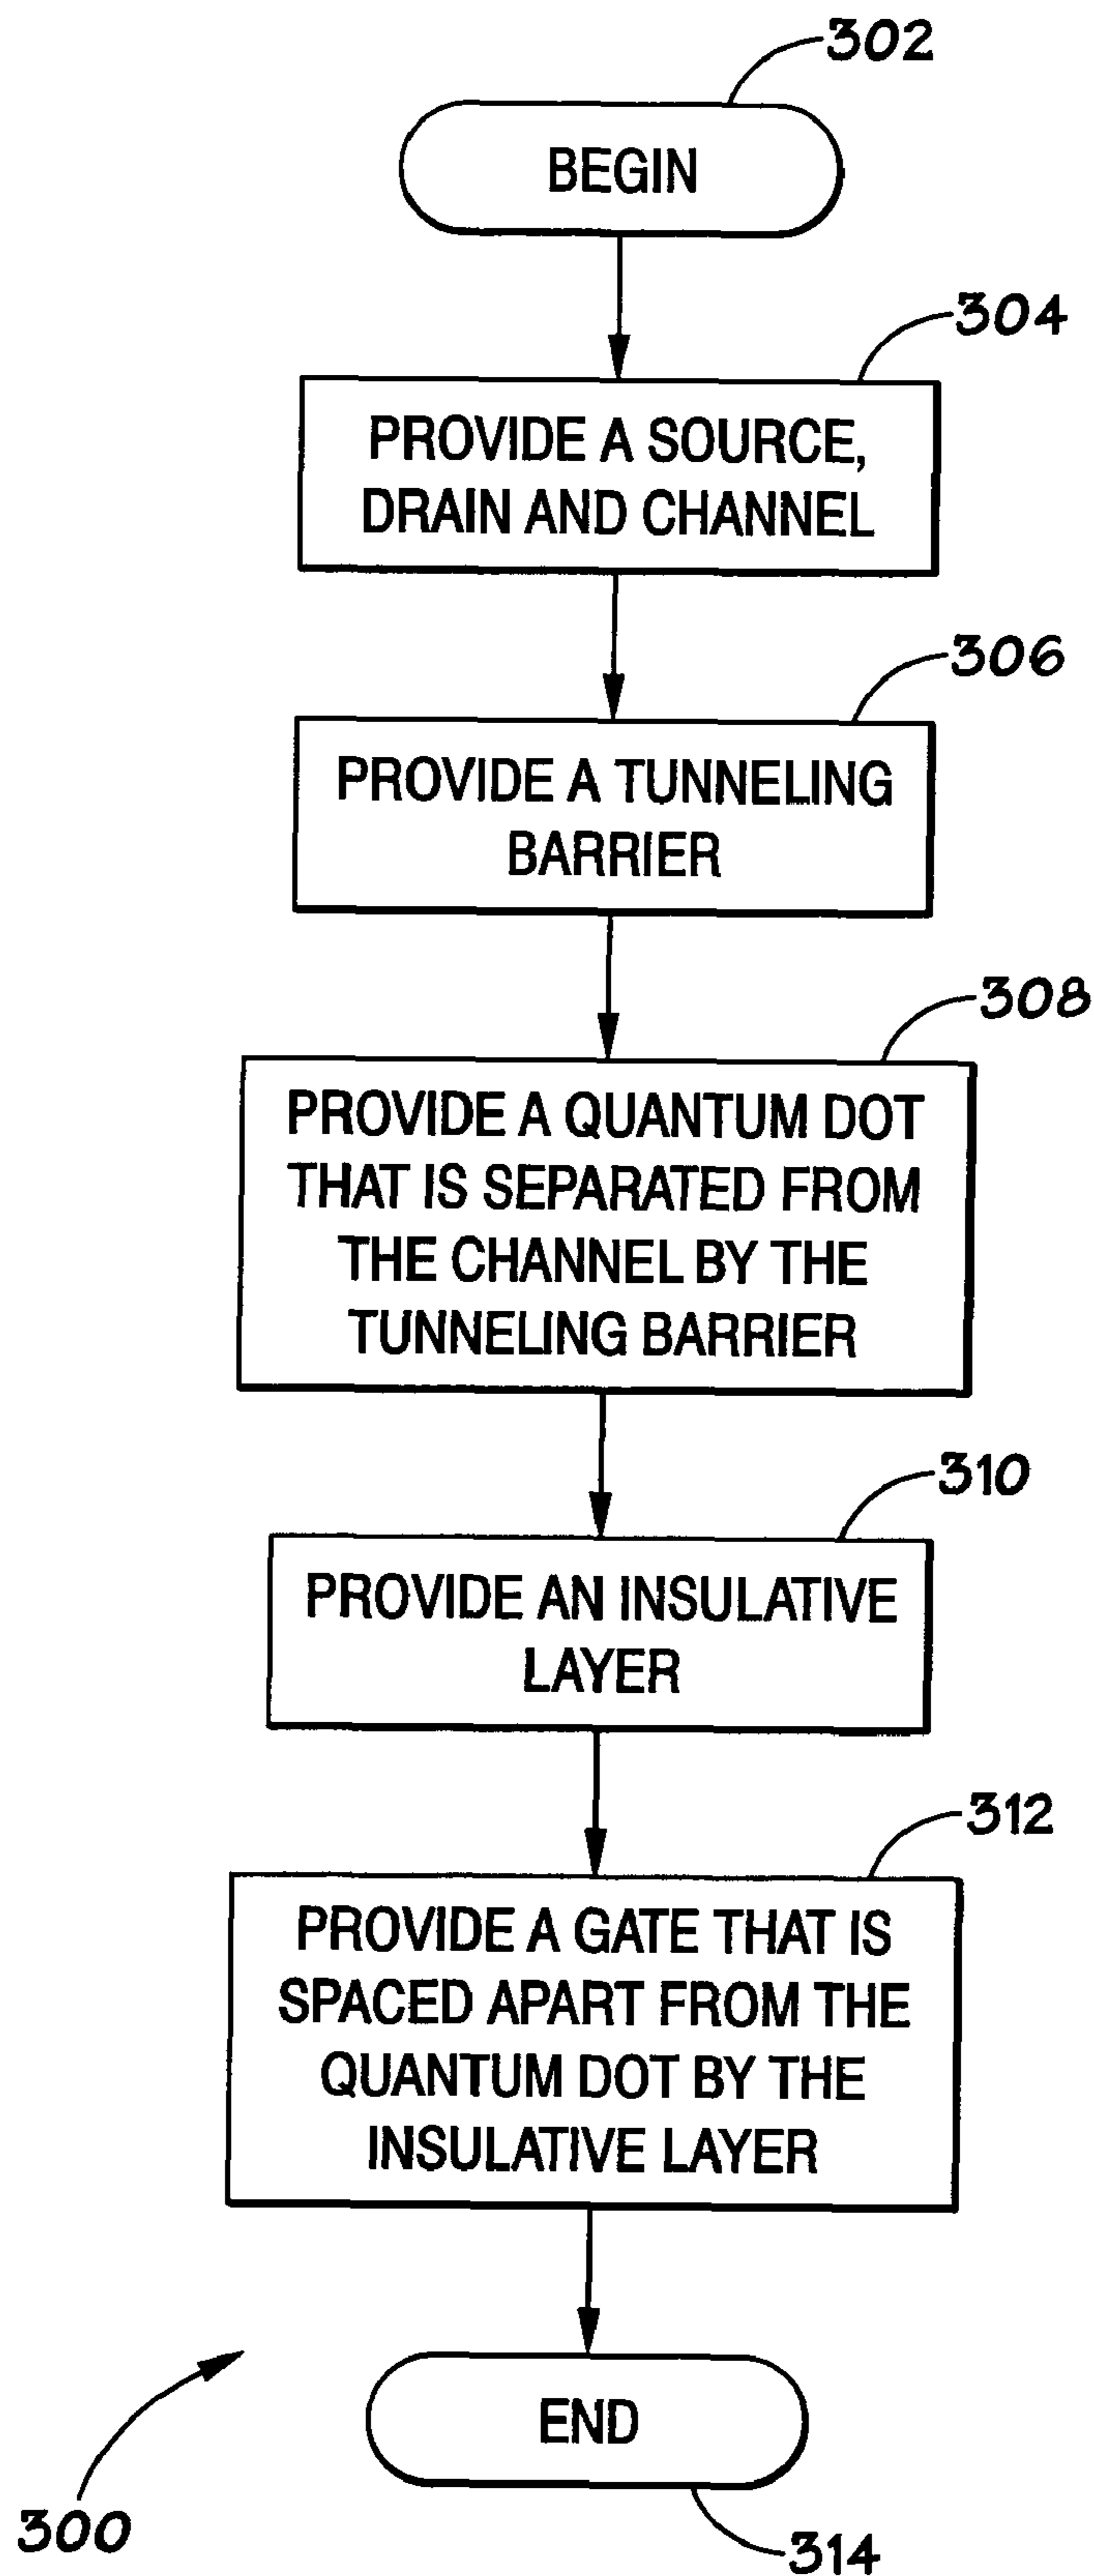 302
BEGIN
304
PROVIDE A SOURCE,
DRAIN AND CHANNEL
306
PROVIDE A TUNNELING
BARRIER
308
PROVIDE A QUANTUM DOT
THAT IS SEPARATED FROM
THE CHANNEL BY THE
TUNNELING BARRIER
310
PROVIDE AN INSULATIVE
LAYER
312
PROVIDE A GATE THAT IS
SPACED APART FROM THE
QUANTUM DOT BY THE
INSULATIVE LAYER
END
300
314